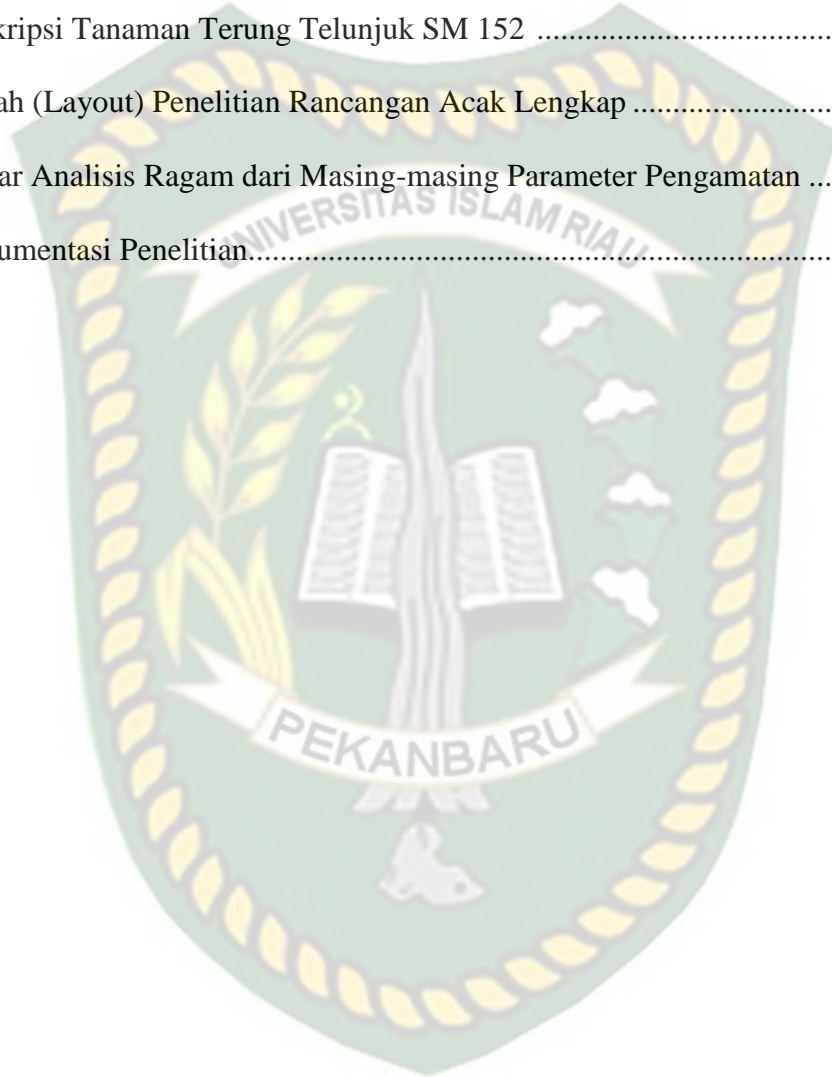 kripsi Tanaman Terung Telunjuk SM 152 ....................................
ah (Layout) Penelitian Rancangan Acak Lengkap .........................
ar Analisis Ragam dari Masing-masing Parameter Pengamatan ...
umentasi Penelitian.........................................................................
UNIVERSITAS ISLAM RIAU
PEKANBARU